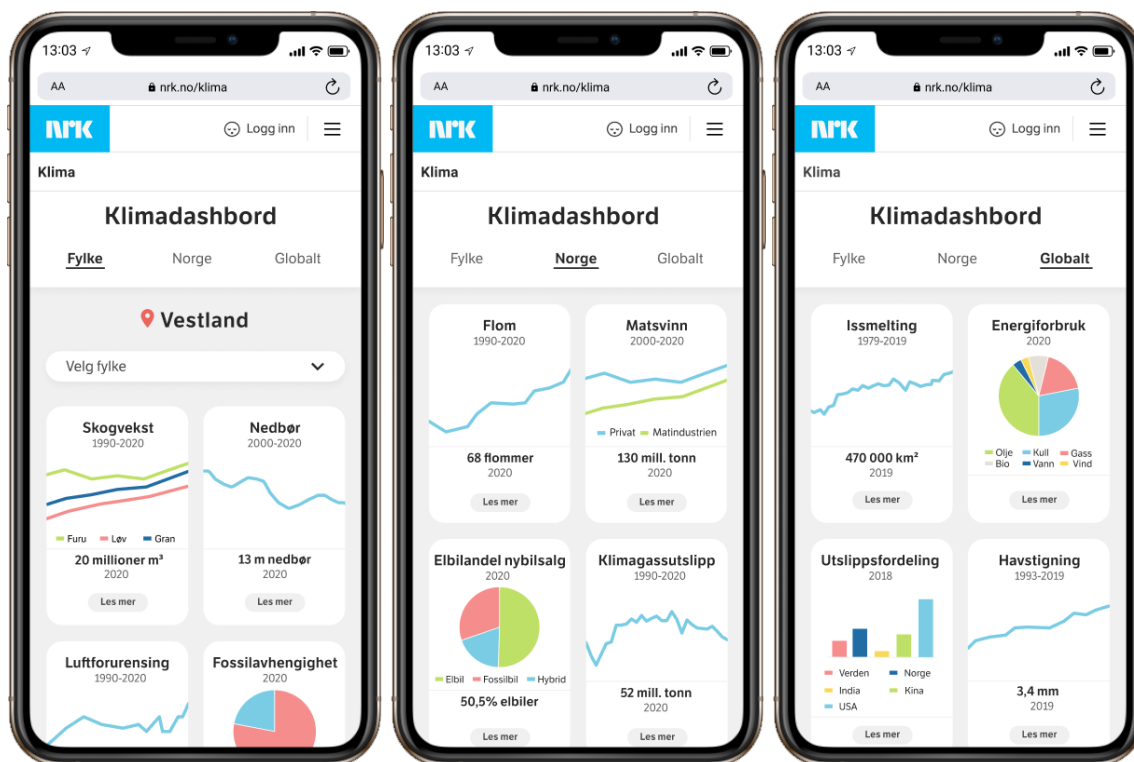 13:03
AA
nrk.no/klima
nrk
Logg inn
Klima
Klimadashbord
Fylke Norge Globalt
Vestland
Velg fylke
Skogvekst
1990-2020
Furu Løv Gran
20 millioner m³
2020
Les mer
Nedbør
2000-2020
13 m nedbør
2020
Les mer
Luftforurensing
1990-2020
Fossilavhengighet
2020
13:03
AA
nrk.no/klima
nrk
Logg inn
Klima
Klimadashbord
Fylke Norge Globalt
Flom
1990-2020
68 flommer
2020
Les mer
Matsvinn
2000-2020
Privat Matindustrien
130 mill. tonn
2020
Les mer
Elbilandel nybilsalg
2020
Elbil Fossilbil Hybrid
50,5% elbiler
Les mer
Klimagassutslipp
1990-2020
52 mill. tonn
2020
Les mer
13:03
AA
nrk.no/klima
nrk
Logg inn
Klima
Klimadashbord
Fylke Norge Globalt
Issmelting
1979-2019
470 000 km²
2019
Les mer
Energiforbruk
2020
Olje Kull Gass
Bio Vann Vind
Les mer
Utslippsfordeling
2018
Verden Norge
India Kina
USA
Les mer
Havstigning
1993-2019
3,4 mm
2019
Les mer